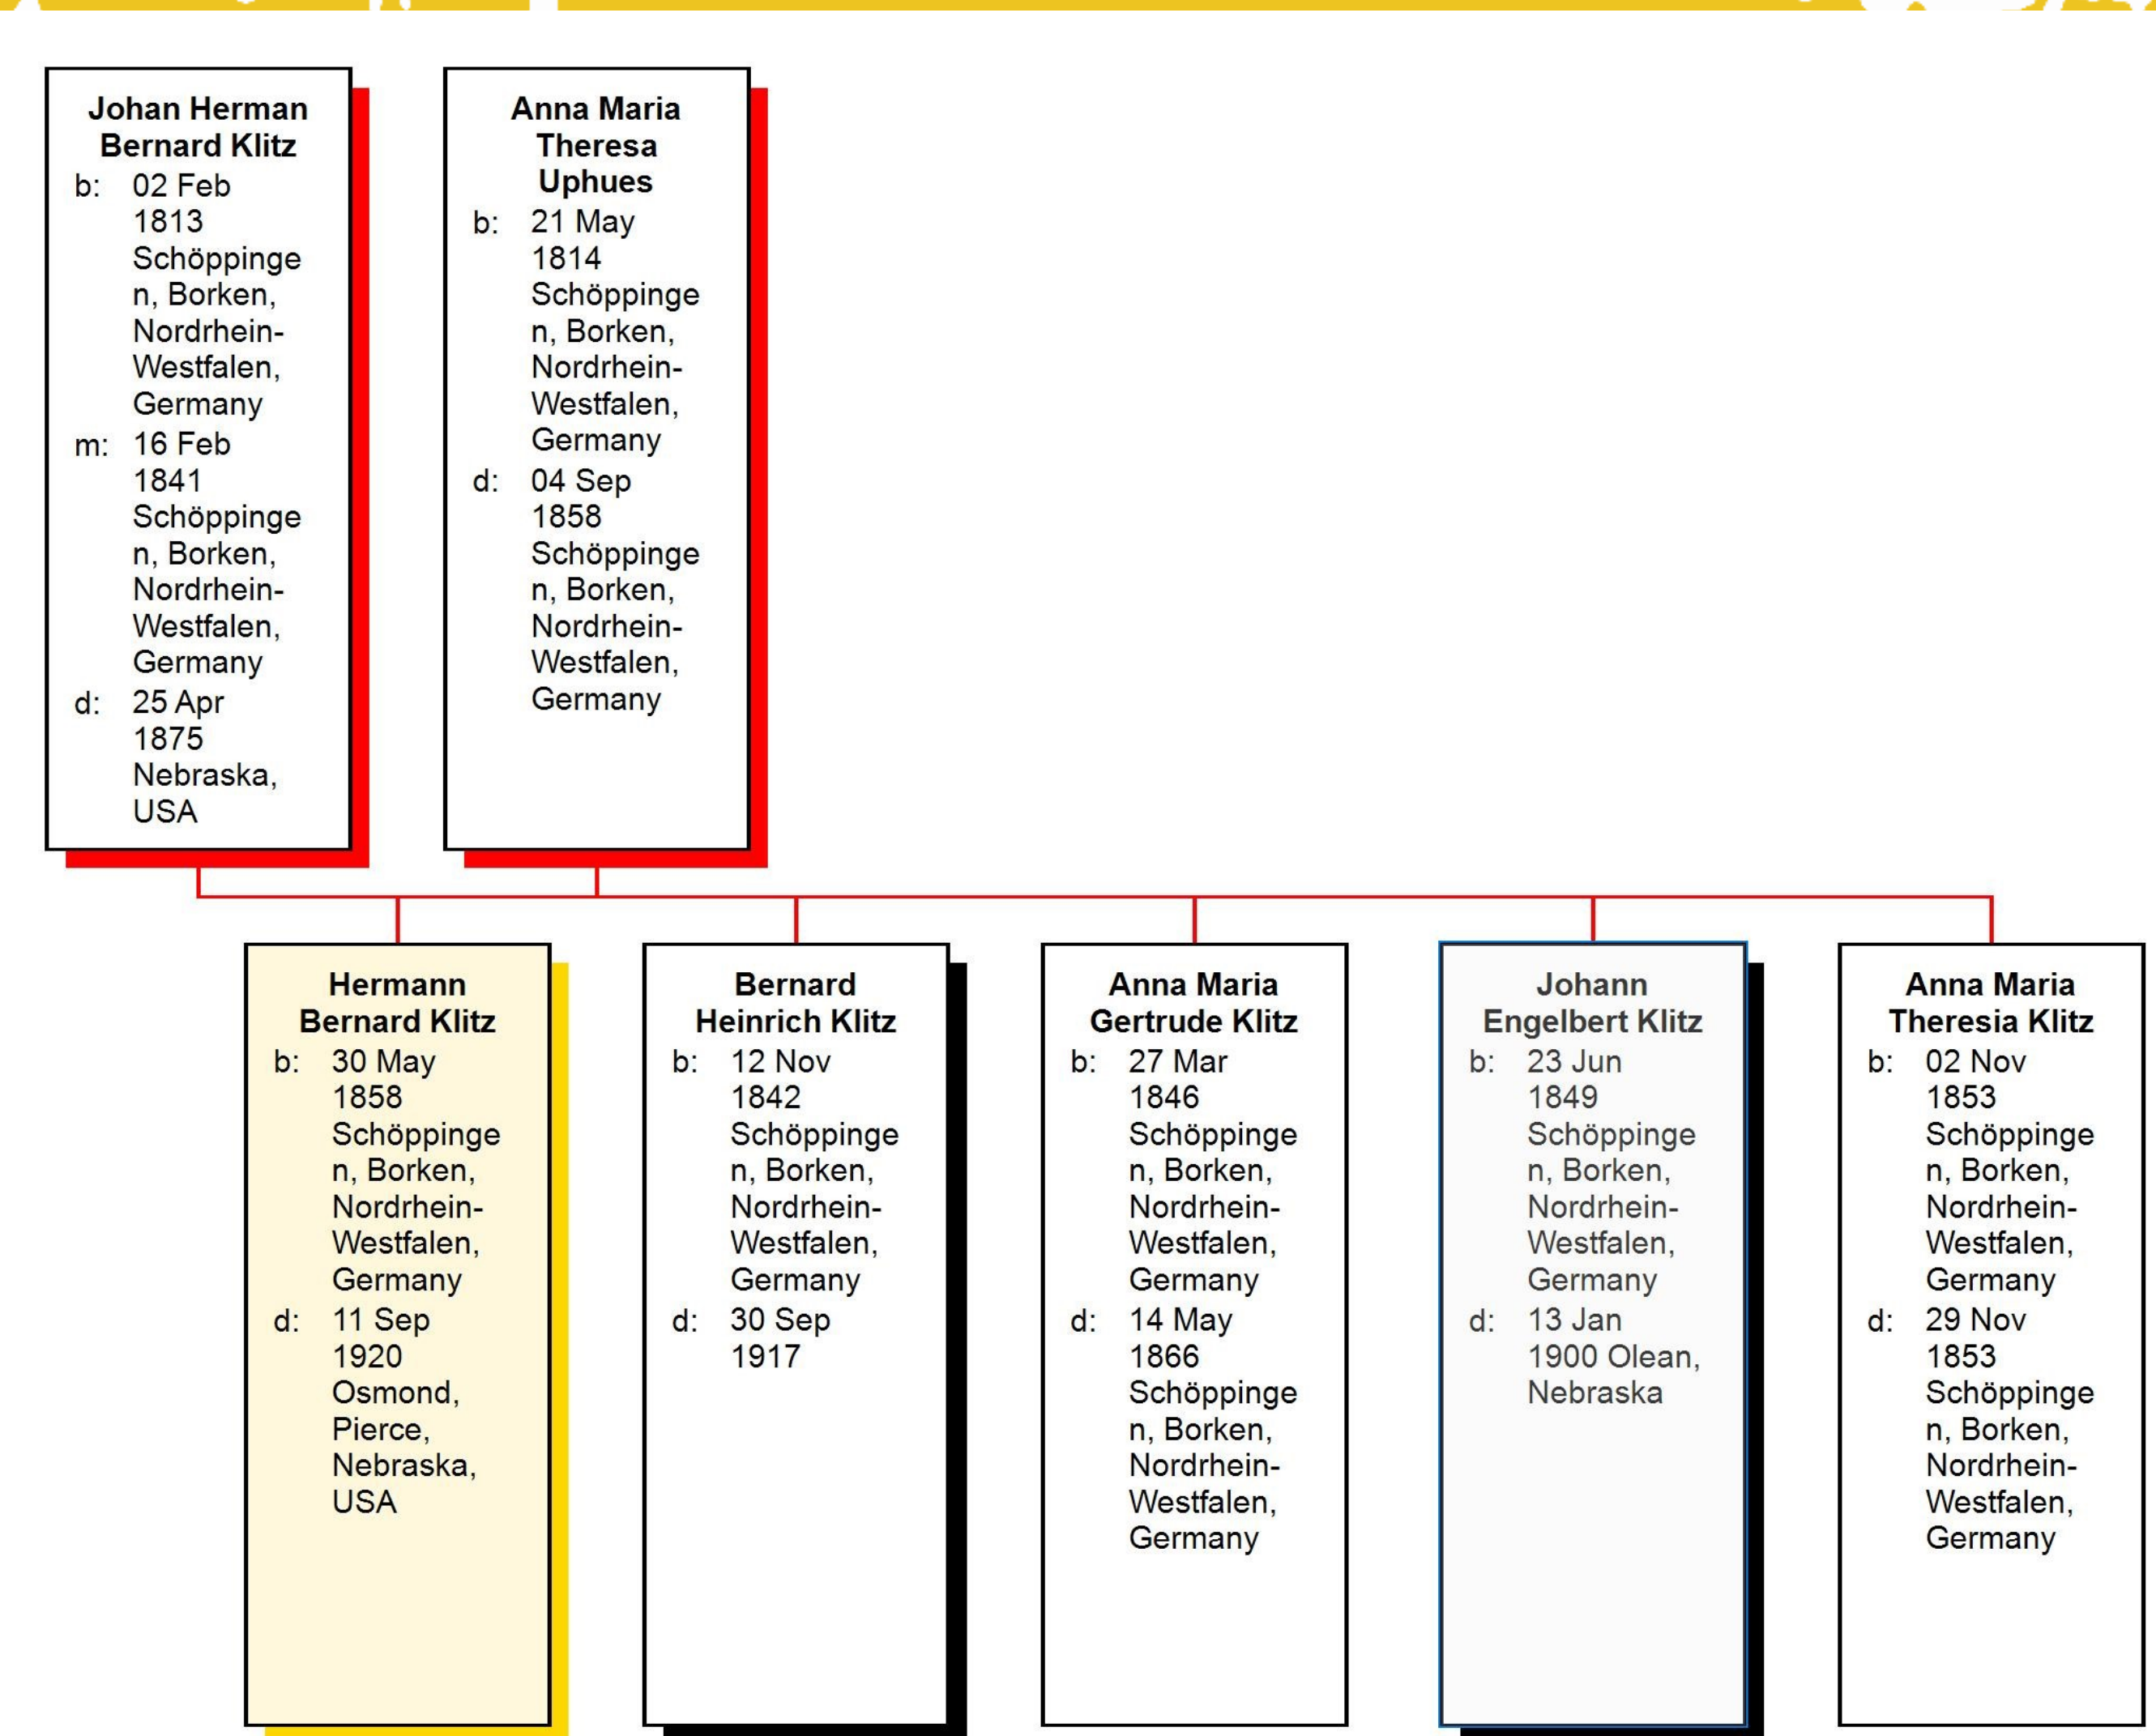 Johan Herman
Bernard Klitz
b: 02 Feb
1813
Schöppinge
n, Borken,
Nordrhein-
Westfalen,
Germany
m: 16 Feb
1841
Schöppinge
n, Borken,
Nordrhein-
Westfalen,
Germany
d: 25 Apr
1875
Nebraska,
USA
Anna Maria
Theresa
Uphues
b: 21 May
1814
Schöppinge
n, Borken,
Nordrhein-
Westfalen,
Germany
d: 04 Sep
1858
Schöppinge
n, Borken,
Nordrhein-
Westfalen,
Germany
Hermann
Bernard Klitz
b: 30 May
1858
Schöppinge
n, Borken,
Nordrhein-
Westfalen,
Germany
d: 11 Sep
1920
Osmond,
Pierce,
Nebraska,
USA
Bernard
Heinrich Klitz
b: 12 Nov
1842
Schöppinge
n, Borken,
Nordrhein-
Westfalen,
Germany
d: 30 Sep
1917
Anna Maria
Gertrude Klitz
b: 27 Mar
1846
Schöppinge
n, Borken,
Nordrhein-
Westfalen,
Germany
d: 14 May
1866
Schöppinge
n, Borken,
Nordrhein-
Westfalen,
Germany
Johann
Engelbert Klitz
b: 23 Jun
1849
Schöppinge
n, Borken,
Nordrhein-
Westfalen,
Germany
d: 13 Jan
1900 Olean,
Nebraska
Anna Maria
Theresia Klitz
b: 02 Nov
1853
Schöppinge
n, Borken,
Nordrhein-
Westfalen,
Germany
d: 29 Nov
1853
Schöppinge
n, Borken,
Nordrhein-
Westfalen,
Germany